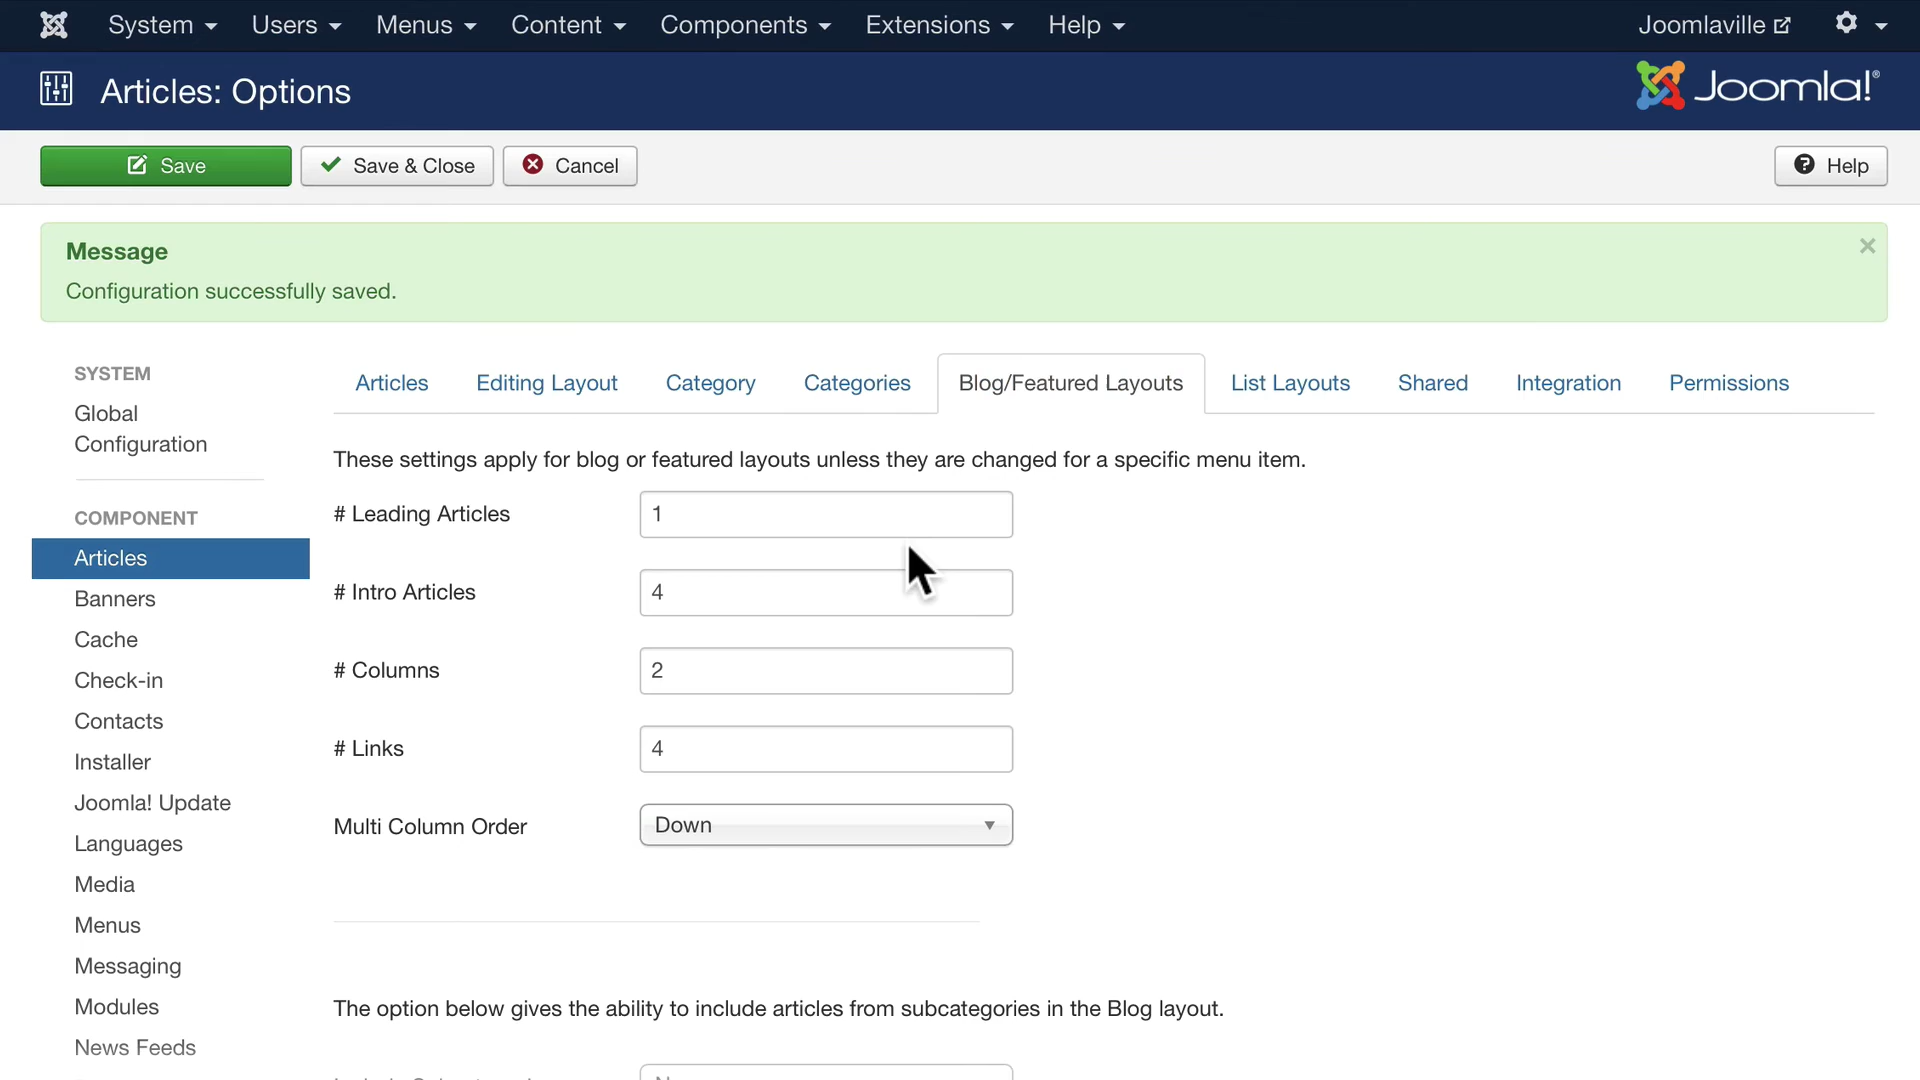 System Users Menus Content Components Extensions Help Joomlaville
Articles: Options Joomla!®
Save Save & Close Cancel Help
Message
Configuration successfully saved.
SYSTEM
Global
Configuration
COMPONENT
Articles
Banners
Cache
Check-in
Contacts
Installer
Joomla! Update
Languages
Media
Menus
Messaging
Modules
News Feeds
Articles Editing Layout Category Categories Blog/Featured Layouts List Layouts Shared Integration Permissions
These settings apply for blog or featured layouts unless they are changed for a specific menu item.
# Leading Articles 1
# Intro Articles 4
# Columns 2
# Links 4
Multi Column Order Down
The option below gives the ability to include articles from subcategories in the Blog layout.